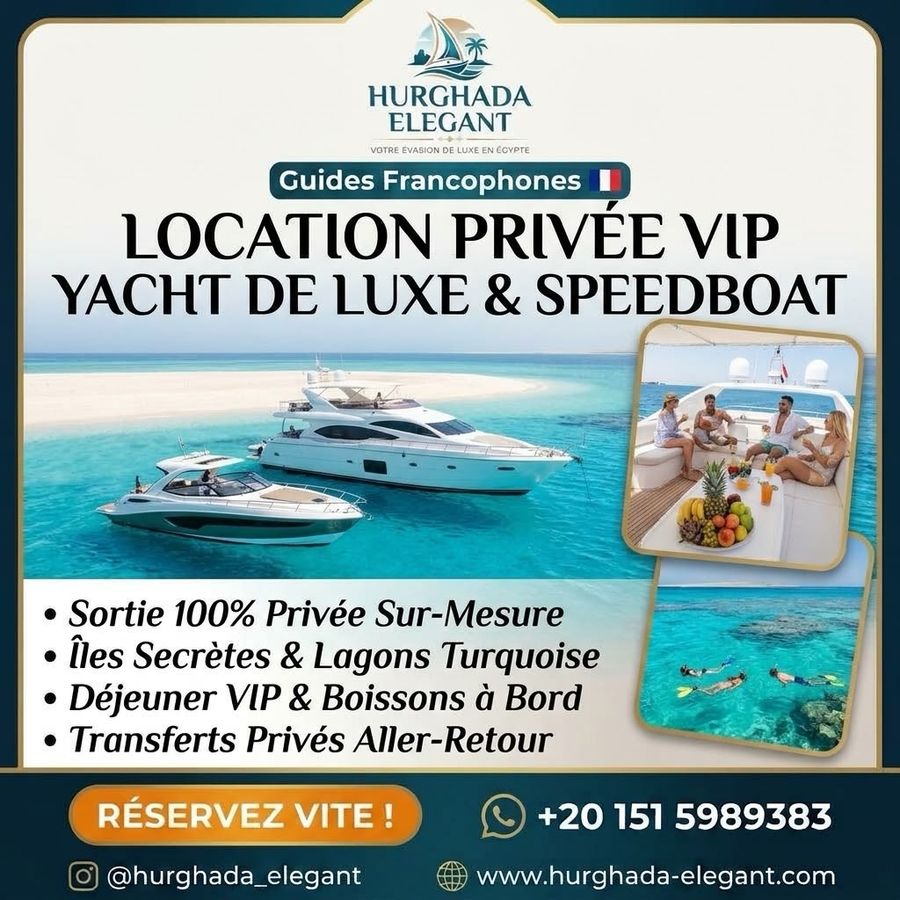 HURGHADA
ELEGANT
VOTRE ÉVASION DE LUXE EN ÉGYPTE
Guides Francophones
LOCATION PRIVÉE VIP
YACHT DE LUXE & SPEEDBOAT
• Sortie 100% Privée Sur-Mesure
• Îles Secrètes & Lagons Turquoise
• Déjeuner VIP & Boissons à Bord
• Transferts Privés Aller-Retour
RÉSERVEZ VITE !
+20 151 5989383
@hurghada_elegant
www.hurghada-elegant.com